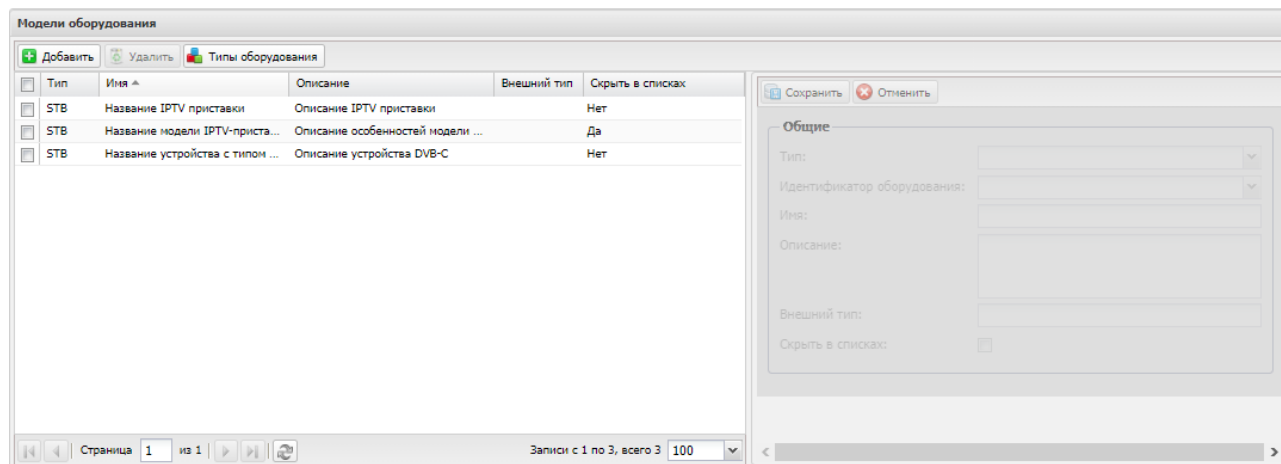 Модели оборудования
Добавить Удалить Типы оборудования
Тип Имя Описание Внешний тип Скрыть в списках
STB Название IPTV приставки Описание IPTV приставки Нет
STB Название модели IPTV-приста... Описание особенностей модели ... Да
STB Название устройства с типом ... Описание устройства DVB-C Нет
Страница 1 из 1 Записи с 1 по 3, всего 3 100
Сохранить Отменить
Общие
Тип:
Идентификатор оборудования:
Имя:
Описание:
Внешний тип:
Скрыть в списках: